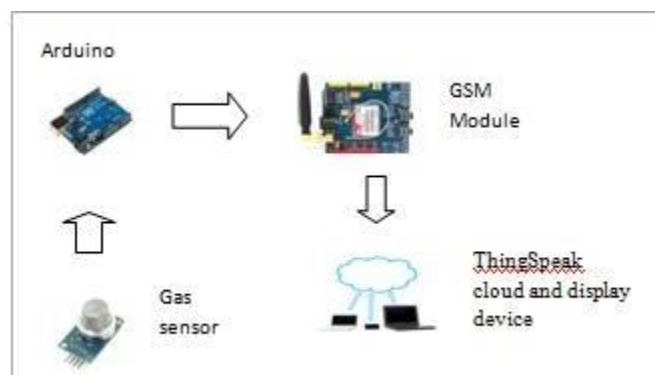 Arduino
GSM
Module
Gas
sensor
ThingSpeak
cloud and display
device